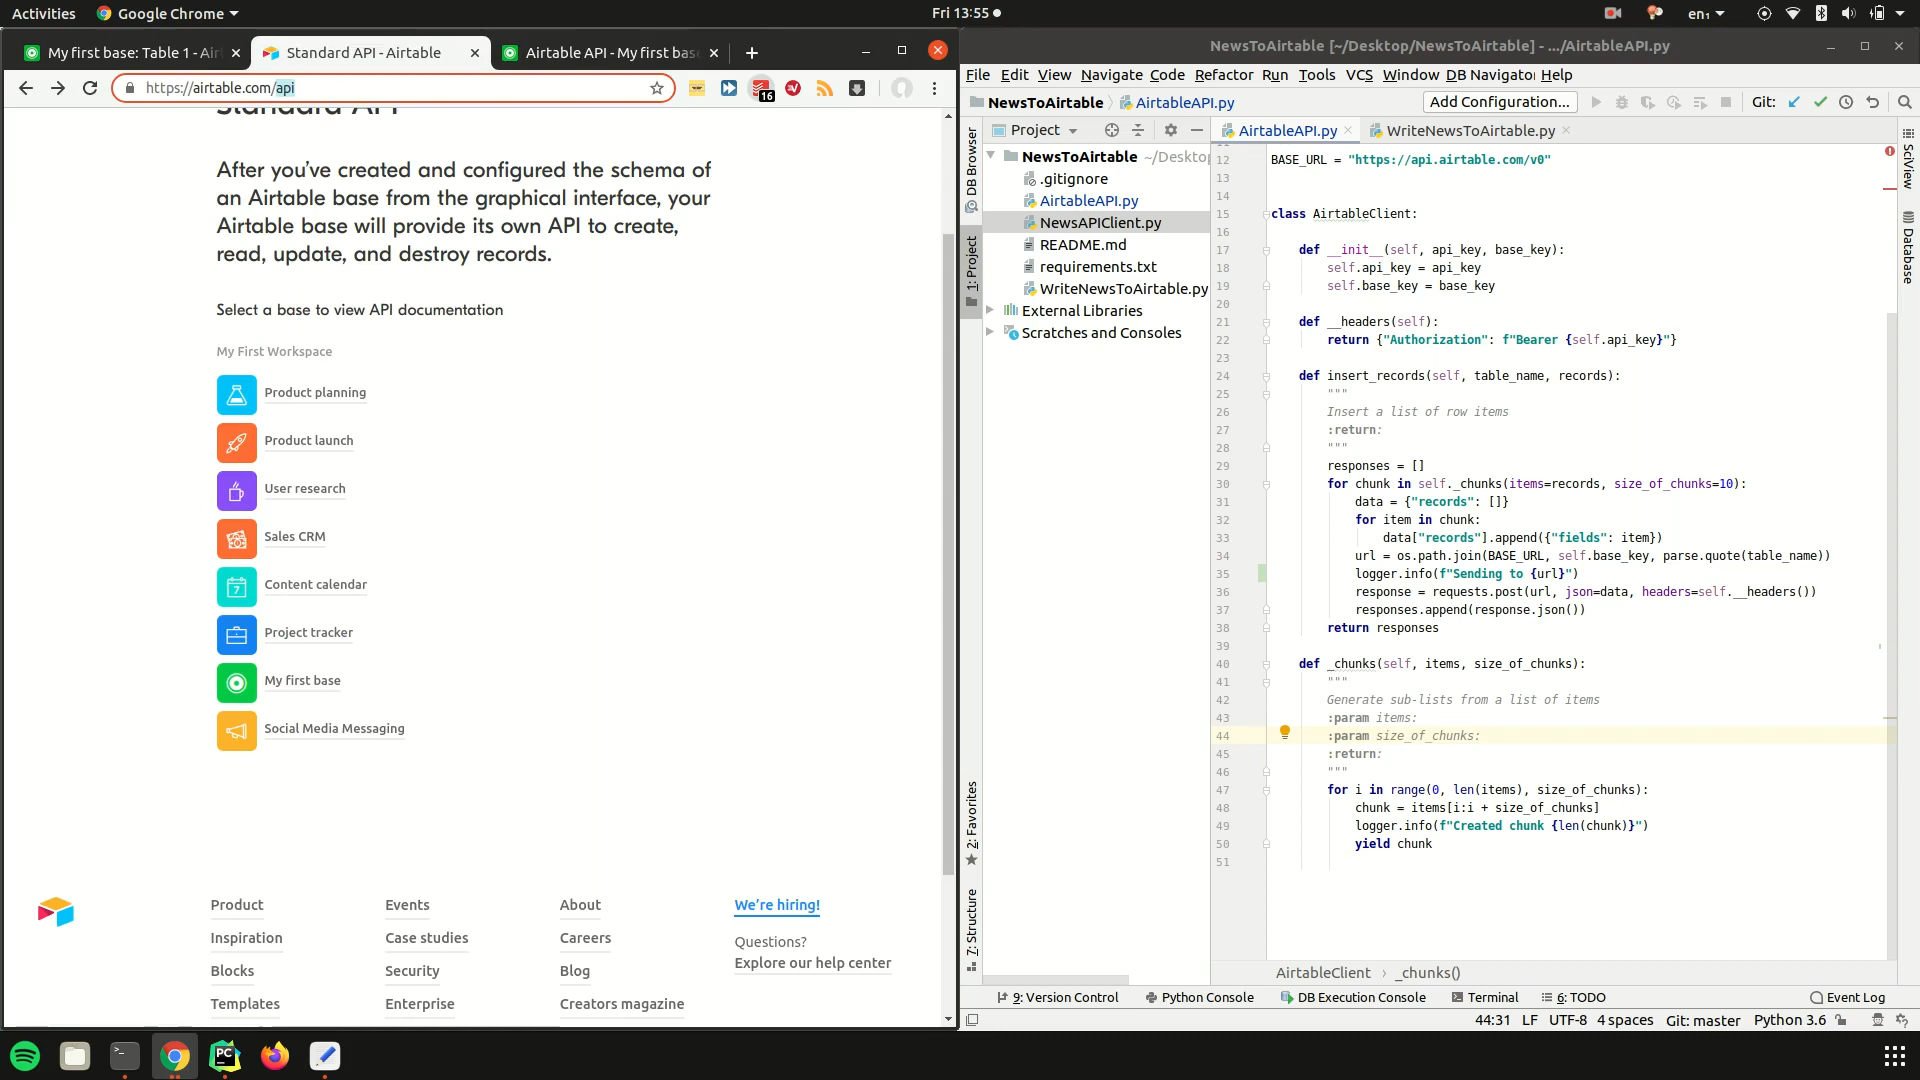 Activities
Google Chrome
Fri 13:55
en₁
My first base: Table 1 - Air
Standard API - Airtable
Airtable API - My first bas
https://airtable.com/api
16
Standard API
After you've created and configured the schema of
an Airtable base from the graphical interface, your
Airtable base will provide its own API to create,
read, update, and destroy records.
Select a base to view API documentation
My First Workspace
Product planning
Product launch
User research
Sales CRM
7
Content calendar
Project tracker
My first base
Social Media Messaging
Product
Events
About
We're hiring!
Inspiration
Case studies
Careers
Questions?
Explore our help center
Blocks
Security
Blog
Templates
Enterprise
Creators magazine
NewsToAirtable [~/Desktop/NewsToAirtable] - .../AirtableAPI.py
File Edit View Navigate Code Refactor Run Tools VCS Window DB Navigator Help
NewsToAirtable
AirtableAPI.py
Add Configuration...
Git:
Project
AirtableAPI.py
WriteNewsToAirtable.py
DB Browser
1: Project
2: Favorites
7: Structure
NewsToAirtable ~/Deskto
.gitignore
AirtableAPI.py
NewsAPIClient.py
README.md
requirements.txt
WriteNewsToAirtable.py
External Libraries
Scratches and Consoles
12 BASE_URL = "https://api.airtable.com/v0"
13
14
15 class AirtableClient:
16
17 def __init__(self, api_key, base_key):
18 self.api_key = api_key
19 self.base_key = base_key
20
21 def __headers(self):
22 return {"Authorization": f"Bearer {self.api_key}"}
23
24 def insert_records(self, table_name, records):
25 """
26 Insert a list of row items
27 :return:
28 """
29 responses = []
30 for chunk in self._chunks(items=records, size_of_chunks=10):
31 data = {"records": []}
32 for item in chunk:
33 data["records"].append({"fields": item})
34 url = os.path.join(BASE_URL, self.base_key, parse.quote(table_name))
35 logger.info(f"Sending to {url}")
36 response = requests.post(url, json=data, headers=self.__headers())
37 responses.append(response.json())
38 return responses
39
40 def _chunks(self, items, size_of_chunks):
41 """
42 Generate sub-lists from a list of items
43 :param items:
44 :param size_of_chunks:
45 :return:
46 """
47 for i in range(0, len(items), size_of_chunks):
48 chunk = items[i:i + size_of_chunks]
49 logger.info(f"Created chunk {len(chunk)}")
50 yield chunk
51
SciView
Database
AirtableClient › _chunks()
9: Version Control
Python Console
DB Execution Console
Terminal
6: TODO
Event Log
44:31 LF UTF-8 4 spaces Git: master Python 3.6
PC